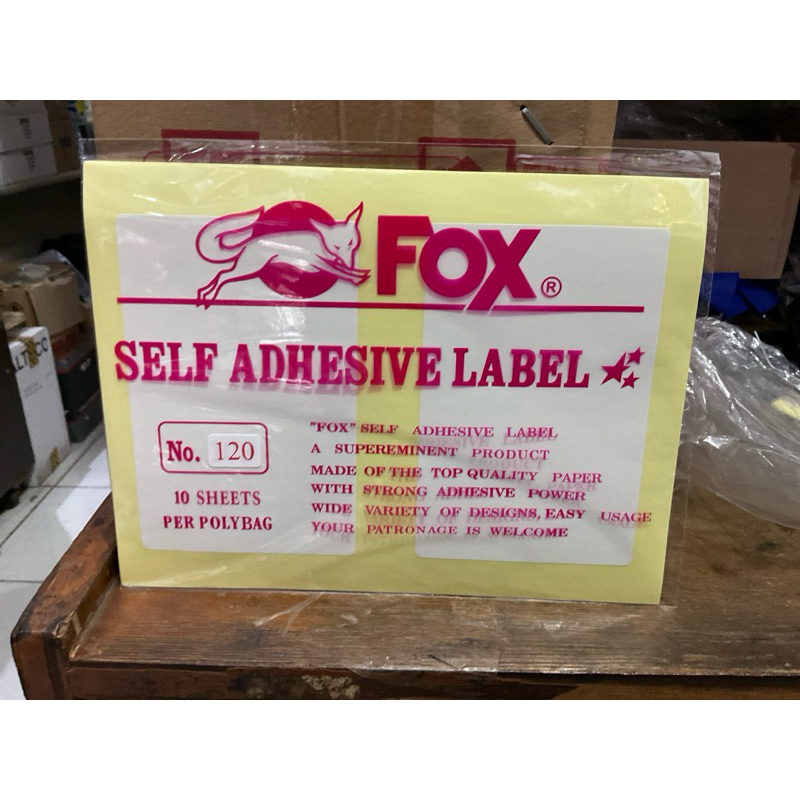 FOX ®
SELF ADHESIVE LABEL
No. 120
10 SHEETS
PER POLYBAG
"FOX" SELF ADHESIVE LABEL
A SUPEREMINENT PRODUCT
MADE OF THE TOP QUALITY PAPER
WITH STRONG ADHESIVE POWER
WIDE VARIETY OF DESIGNS, EASY USAGE
YOUR PATRONAGE IS WELCOME